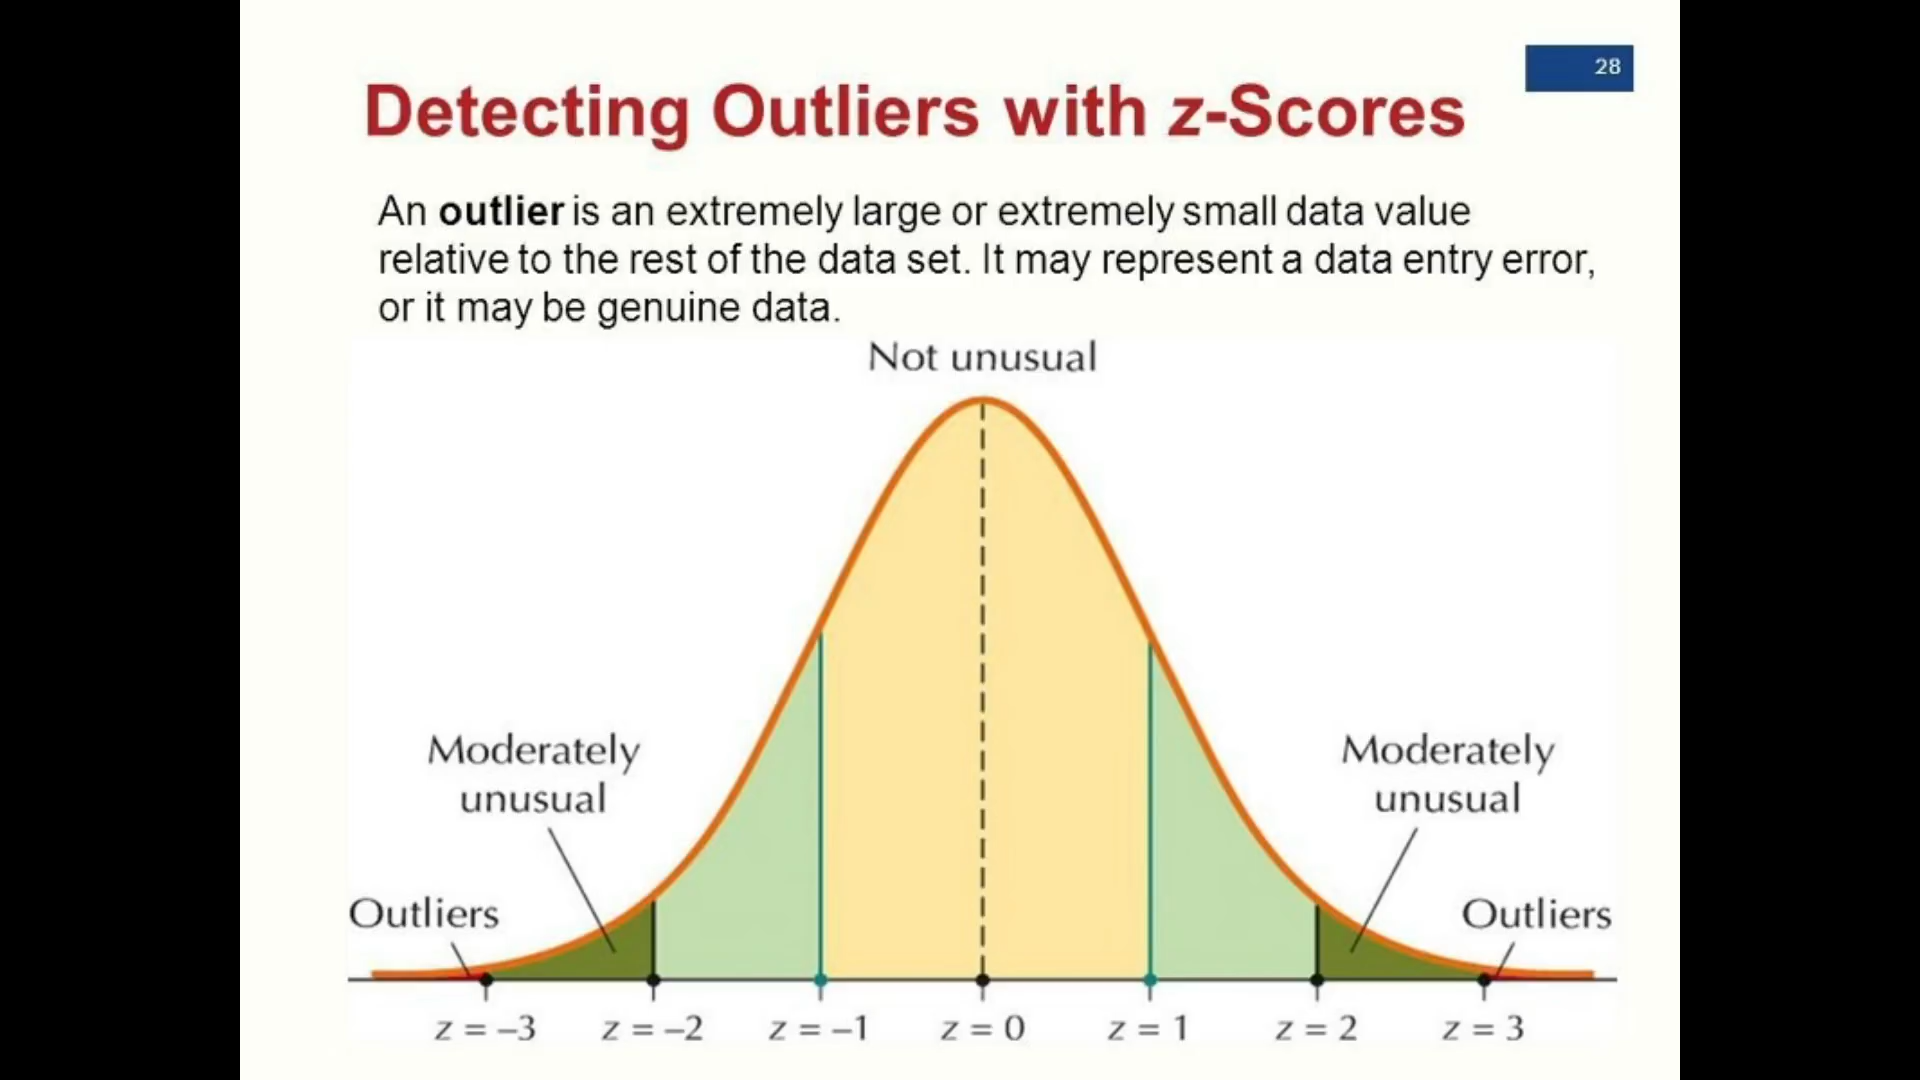 28
Detecting Outliers with z-Scores
An outlier is an extremely large or extremely small data value
relative to the rest of the data set. It may represent a data entry error,
or it may be genuine data.
Not unusual
Moderately
unusual
Moderately
unusual
Outliers
Outliers
z = –3
z = –2
z = –1
z = 0
z = 1
z = 2
z = 3